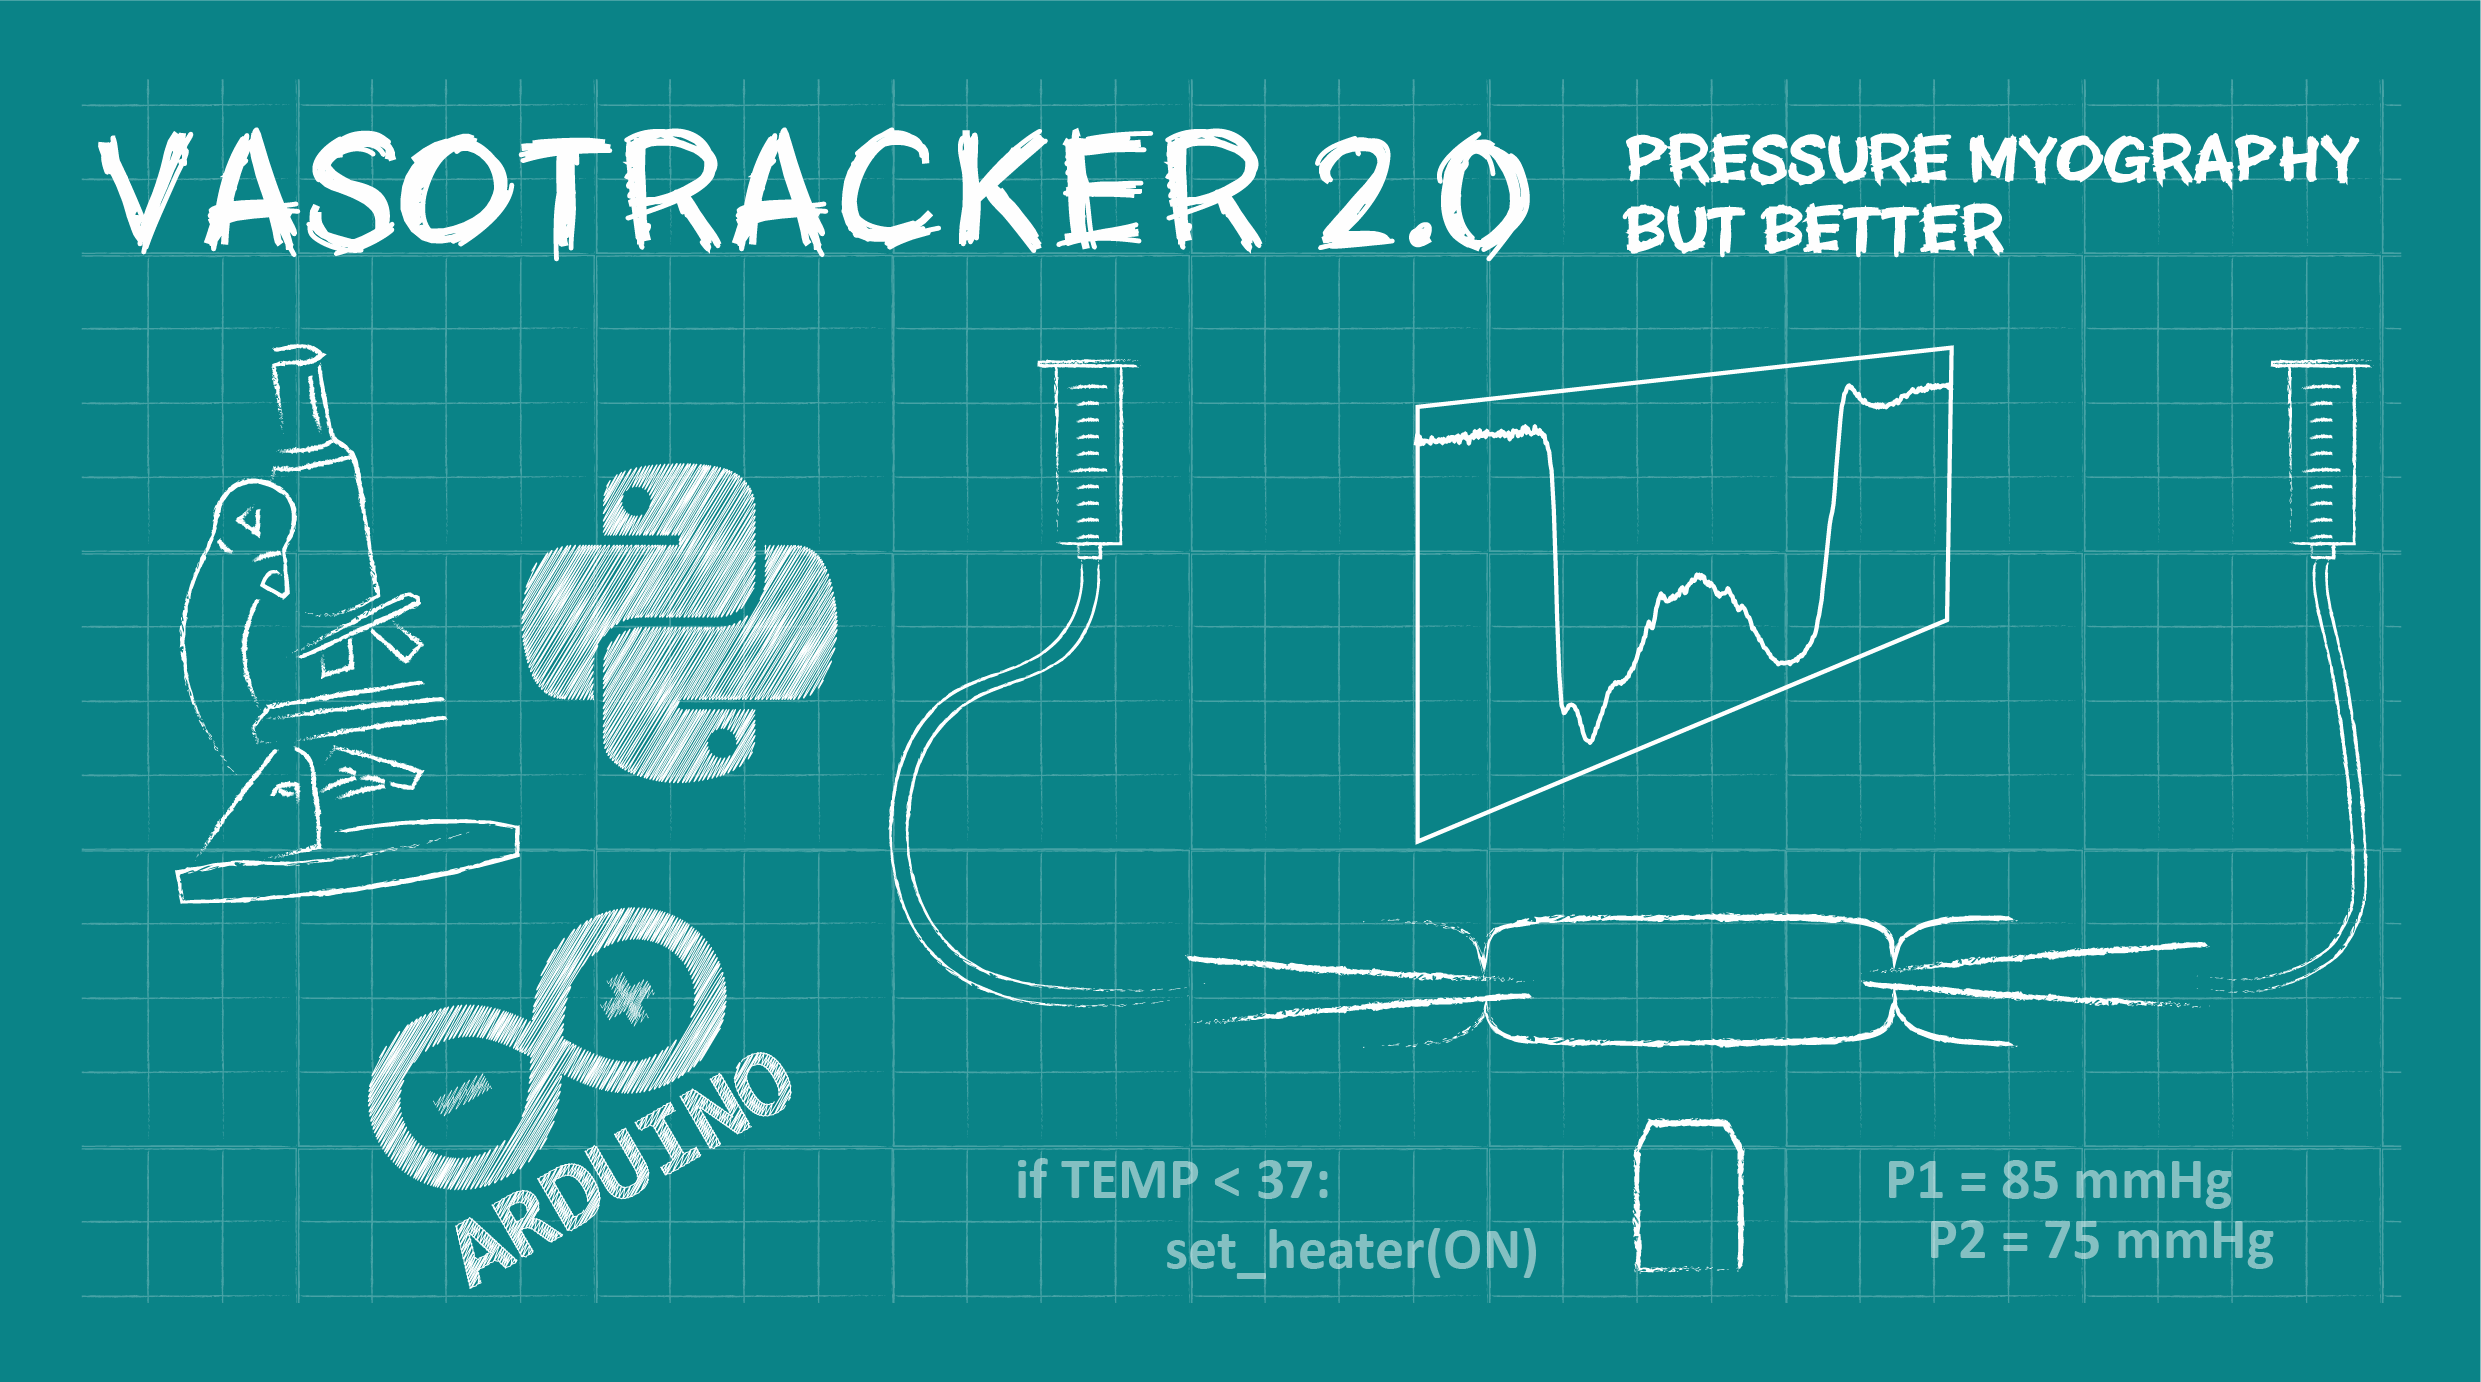 VASOTRACKER 2.0
PRESSURE MYOGRAPHY
BUT BETTER
ARDUINO
if TEMP < 37:
set_heater(ON)
P1 = 85 mmHg
P2 = 75 mmHg